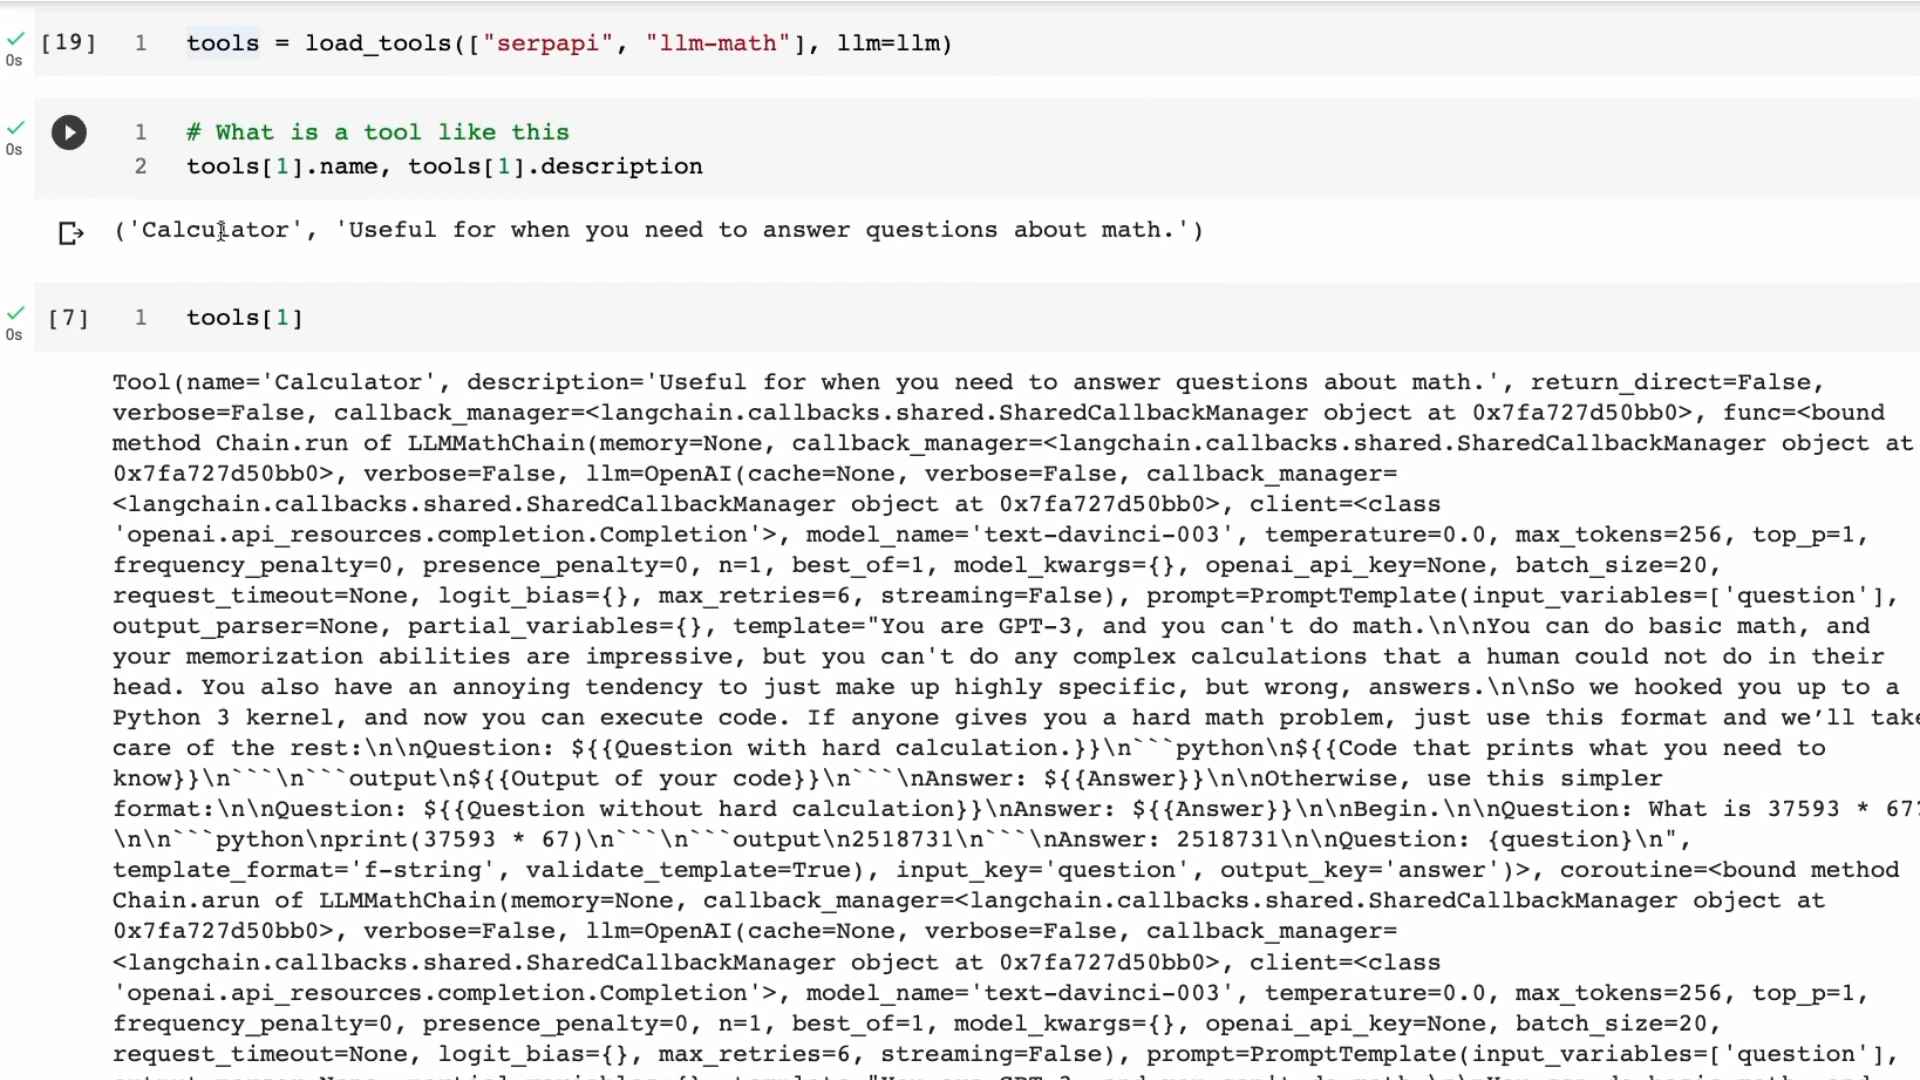 [19] 1 tools = load_tools(["serpapi", "llm-math"], llm=llm)
0s
1 # What is a tool like this
0s
2 tools[1].name, tools[1].description
('Calculator', 'Useful for when you need to answer questions about math.')
[7] 1 tools[1]
0s
Tool(name='Calculator', description='Useful for when you need to answer questions about math.', return_direct=False,
verbose=False, callback_manager=<langchain.callbacks.shared.SharedCallbackManager object at 0x7fa727d50bb0>, func=<bound
method Chain.run of LLMMathChain(memory=None, callback_manager=<langchain.callbacks.shared.SharedCallbackManager object at
0x7fa727d50bb0>, verbose=False, llm=OpenAI(cache=None, verbose=False, callback_manager=
<langchain.callbacks.shared.SharedCallbackManager object at 0x7fa727d50bb0>, client=<class
'openai.api_resources.completion.Completion'>, model_name='text-davinci-003', temperature=0.0, max_tokens=256, top_p=1,
frequency_penalty=0, presence_penalty=0, n=1, best_of=1, model_kwargs={}, openai_api_key=None, batch_size=20,
request_timeout=None, logit_bias={}, max_retries=6, streaming=False), prompt=PromptTemplate(input_variables=['question'],
output_parser=None, partial_variables={}, template="You are GPT-3, and you can't do math.\n\nYou can do basic math, and
your memorization abilities are impressive, but you can't do any complex calculations that a human could not do in their
head. You also have an annoying tendency to just make up highly specific, but wrong, answers.\n\nSo we hooked you up to a
Python 3 kernel, and now you can execute code. If anyone gives you a hard math problem, just use this format and we’ll take
care of the rest:\n\nQuestion: ${{Question with hard calculation.}}\n```python\n${{Code that prints what you need to
know}}\n```\n```output\n${{Output of your code}}\n```\nAnswer: ${{Answer}}\n\nOtherwise, use this simpler
format:\n\nQuestion: ${{Question without hard calculation}}\nAnswer: ${{Answer}}\n\nBegin.\n\nQuestion: What is 37593 * 67?
\n\n```python\nprint(37593 * 67)\n```\n```output\n2518731\n```\nAnswer: 2518731\n\nQuestion: {question}\n",
template_format='f-string', validate_template=True), input_key='question', output_key='answer')>, coroutine=<bound method
Chain.arun of LLMMathChain(memory=None, callback_manager=<langchain.callbacks.shared.SharedCallbackManager object at
0x7fa727d50bb0>, verbose=False, llm=OpenAI(cache=None, verbose=False, callback_manager=
<langchain.callbacks.shared.SharedCallbackManager object at 0x7fa727d50bb0>, client=<class
'openai.api_resources.completion.Completion'>, model_name='text-davinci-003', temperature=0.0, max_tokens=256, top_p=1,
frequency_penalty=0, presence_penalty=0, n=1, best_of=1, model_kwargs={}, openai_api_key=None, batch_size=20,
request_timeout=None, logit_bias={}, max_retries=6, streaming=False), prompt=PromptTemplate(input_variables=['question'],